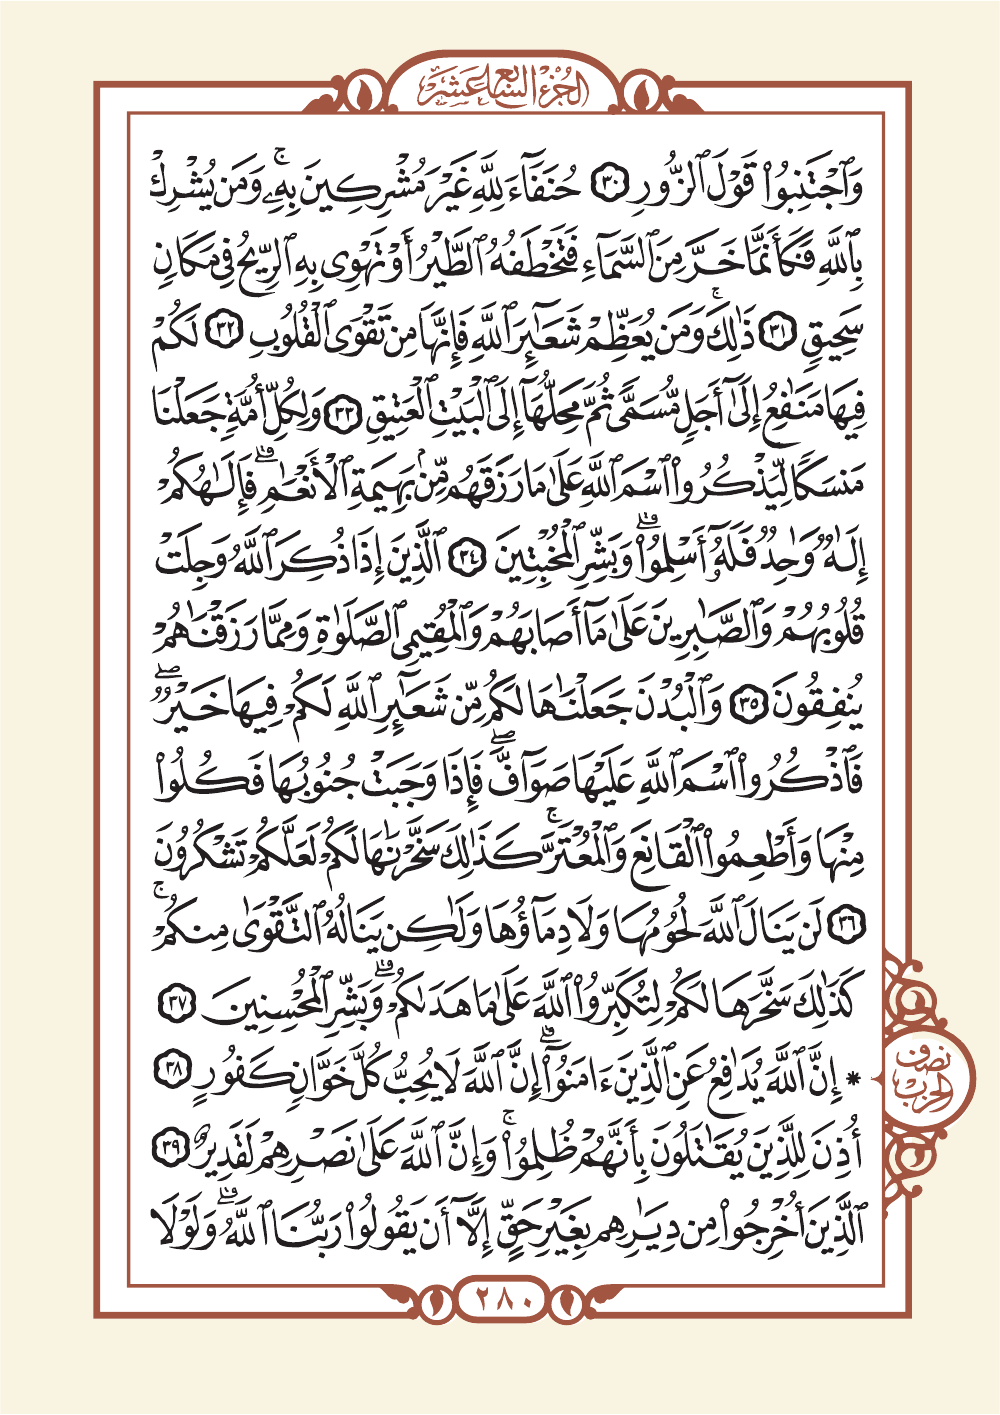 الجزء السابع عشر
وَٱجْتَنِبُوا۟ قَوْلَ ٱلزُّورِ ٣٠ حُنَفَآءَ لِلَّهِ غَيْرَ مُشْرِكِينَ بِهِۦۚ وَمَن يُشْرِكْ
بِٱللَّهِ فَكَأَنَّمَا خَرَّ مِنَ ٱلسَّمَآءِ فَتَخْطَفُهُ ٱلطَّيْرُ أَوْ تَهْوِى بِهِ ٱلرِّيحُ فِى مَكَانٍ
سَحِيقٍ ٣١ ذَٰلِكَۚ وَمَن يُعَظِّمْ شَعَـٰٓئِرَ ٱللَّهِ فَإِنَّهَا مِن تَقْوَى ٱلْقُلُوبِ ٣٢ لَكُمْ
فِيهَا مَنَـٰفِعُ إِلَىٰٓ أَجَلٍ مُّسَمًّى ثُمَّ مَحِلُّهَآ إِلَى ٱلْبَيْتِ ٱلْعَتِيقِ ٣٣ وَلِكُلِّ أُمَّةٍ جَعَلْنَا
مَنسَكًا لِّيَذْكُرُوا۟ ٱسْمَ ٱللَّهِ عَلَىٰ مَا رَزَقَهُم مِّنۢ بَهِيمَةِ ٱلْأَنْعَـٰمِۗ فَإِلَـٰهُكُمْ
إِلَـٰهٌ وَٰحِدٌ فَلَهُۥٓ أَسْلِمُوا۟ۗ وَبَشِّرِ ٱلْمُخْبِتِينَ ٣٤ ٱلَّذِينَ إِذَا ذُكِرَ ٱللَّهُ وَجِلَتْ
قُلُوبُهُمْ وَٱلصَّـٰبِرِينَ عَلَىٰ مَآ أَصَابَهُمْ وَٱلْمُقِيمِى ٱلصَّلَوٰةِ وَمِمَّا رَزَقْنَـٰهُمْ
يُنفِقُونَ ٣٥ وَٱلْبُدْنَ جَعَلْنَـٰهَا لَكُم مِّن شَعَـٰٓئِرِ ٱللَّهِ لَكُمْ فِيهَا خَيْرٌۖ
فَٱذْكُرُوا۟ ٱسْمَ ٱللَّهِ عَلَيْهَا صَوَآفَّۖ فَإِذَا وَجَبَتْ جُنُوبُهَا فَكُلُوا۟
مِنْهَا وَأَطْعِمُوا۟ ٱلْقَانِعَ وَٱلْمُعْتَرَّۚ كَذَٰلِكَ سَخَّرْنَـٰهَا لَكُمْ لَعَلَّكُمْ تَشْكُرُونَ
٣٦ لَن يَنَالَ ٱللَّهَ لُحُومُهَا وَلَا دِمَآؤُهَا وَلَـٰكِن يَنَالُهُ ٱلتَّقْوَىٰ مِنكُمْۚ
كَذَٰلِكَ سَخَّرَهَا لَكُمْ لِتُكَبِّرُوا۟ ٱللَّهَ عَلَىٰ مَا هَدَىٰكُمْۗ وَبَشِّرِ ٱلْمُحْسِنِينَ ٣٧
* إِنَّ ٱللَّهَ يُدَٰفِعُ عَنِ ٱلَّذِينَ ءَامَنُوٓا۟ۗ إِنَّ ٱللَّهَ لَا يُحِبُّ كُلَّ خَوَّانٍ كَفُورٍ ٣٨
نصف
الحزب
أُذِنَ لِلَّذِينَ يُقَـٰتَلُونَ بِأَنَّهُمْ ظُلِمُوا۟ۚ وَإِنَّ ٱللَّهَ عَلَىٰ نَصْرِهِمْ لَقَدِيرٌ ٣٩
ٱلَّذِينَ أُخْرِجُوا۟ مِن دِيَـٰرِهِم بِغَيْرِ حَقٍّ إِلَّآ أَن يَقُولُوا۟ رَبُّنَا ٱللَّهُۗ وَلَوْلَا
٢٨٠